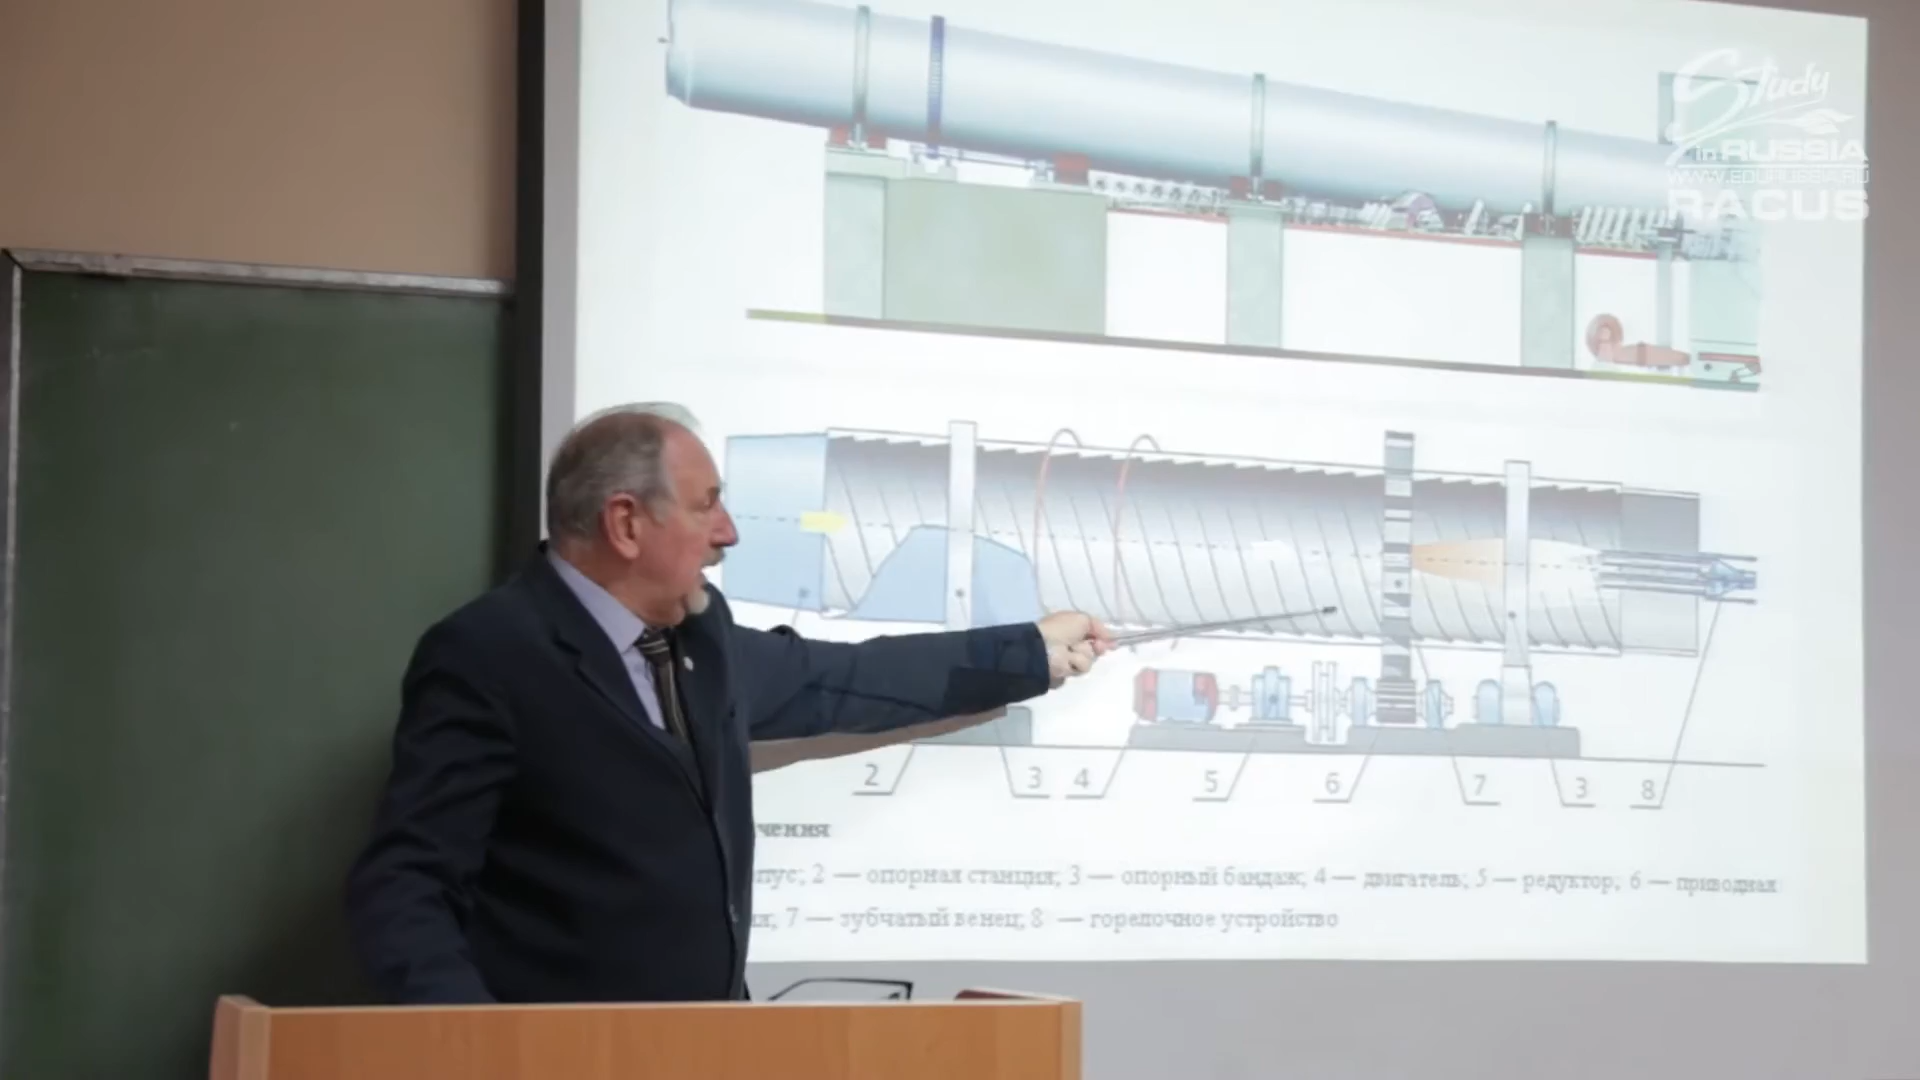 Study
in RUSSIA
WWW.EDURUSSIA.RU
RACUS
2 3 4 5 6 7 3 8
чения
пус; 2 — опорная станция; 3 — опорный бандаж; 4 — двигатель; 5 — редуктор; 6 — приводная
ия; 7 — зубчатый венец; 8 — горелочное устройство